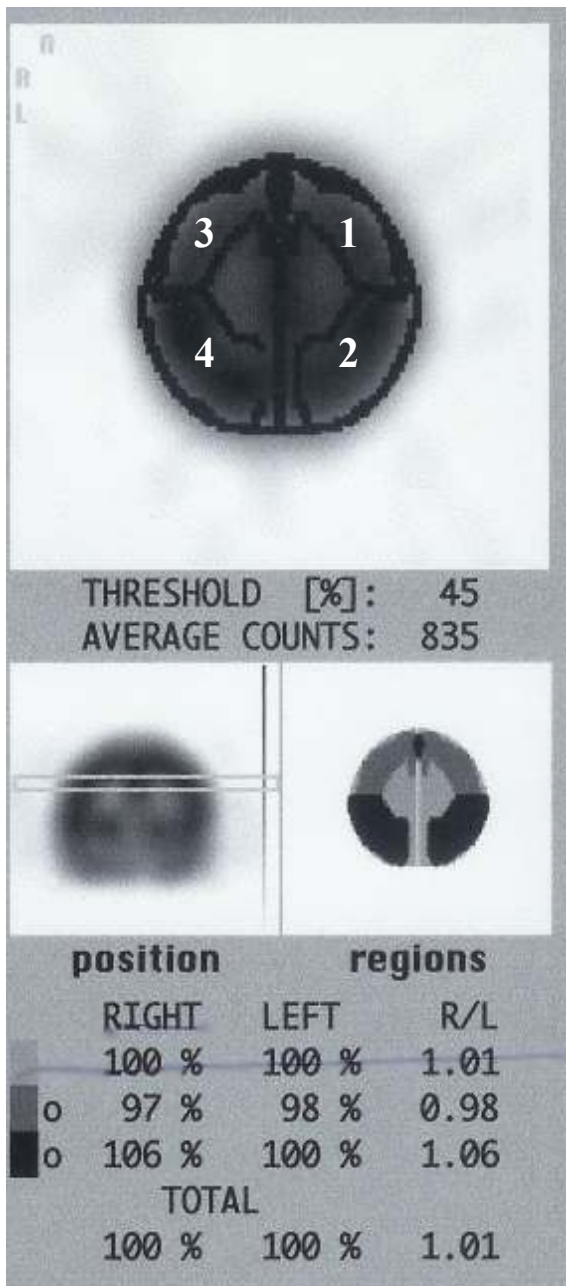 R
L
3 1
4 2
THRESHOLD [%]: 45
AVERAGE COUNTS: 835
position regions
RIGHT LEFT R/L
100 % 100 % 1.01
o 97 % 98 % 0.98
o 106 % 100 % 1.06
TOTAL
100 % 100 % 1.01